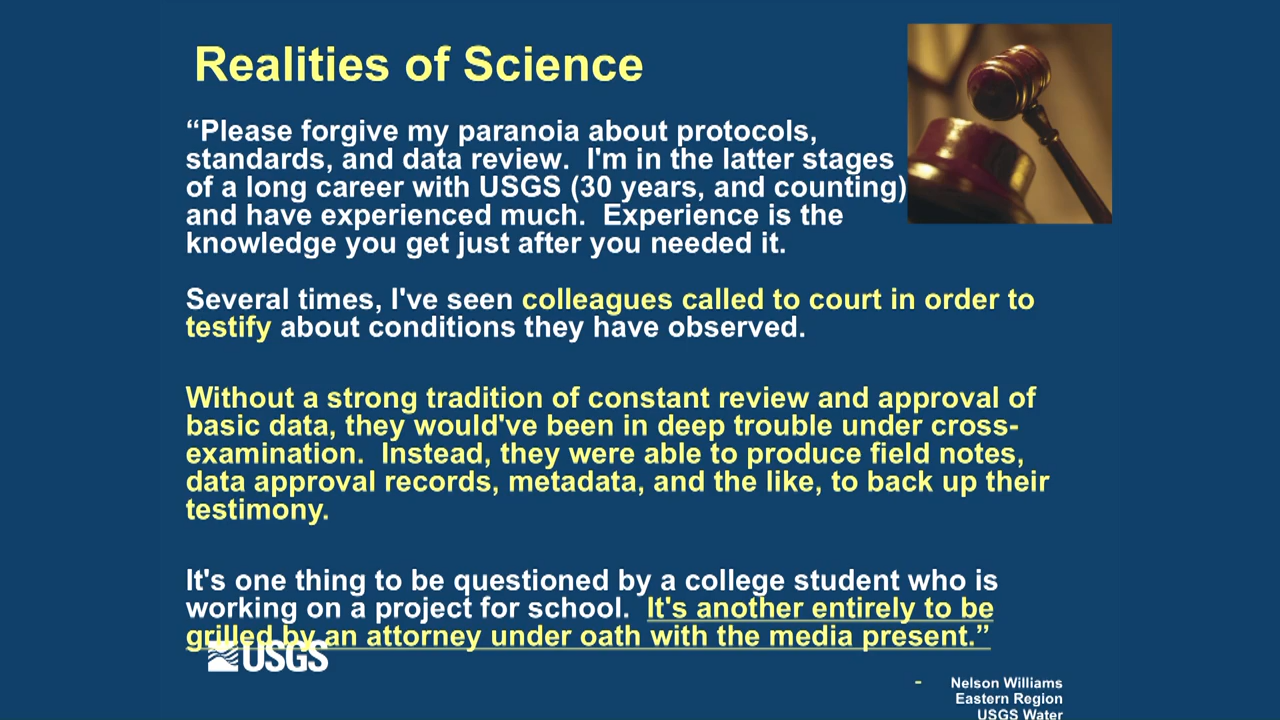 Realities of Science
“Please forgive my paranoia about protocols,
standards, and data review.  I'm in the latter stages
of a long career with USGS (30 years, and counting)
and have experienced much.  Experience is the
knowledge you get just after you needed it.
Several times, I've seen colleagues called to court in order to
testify about conditions they have observed.
Without a strong tradition of constant review and approval of
basic data, they would've been in deep trouble under cross-
examination.  Instead, they were able to produce field notes,
data approval records, metadata, and the like, to back up their
testimony.
It's one thing to be questioned by a college student who is
working on a project for school.  It's another entirely to be
grilled by an attorney under oath with the media present.”
USGS
- Nelson Williams
Eastern Region
USGS Water